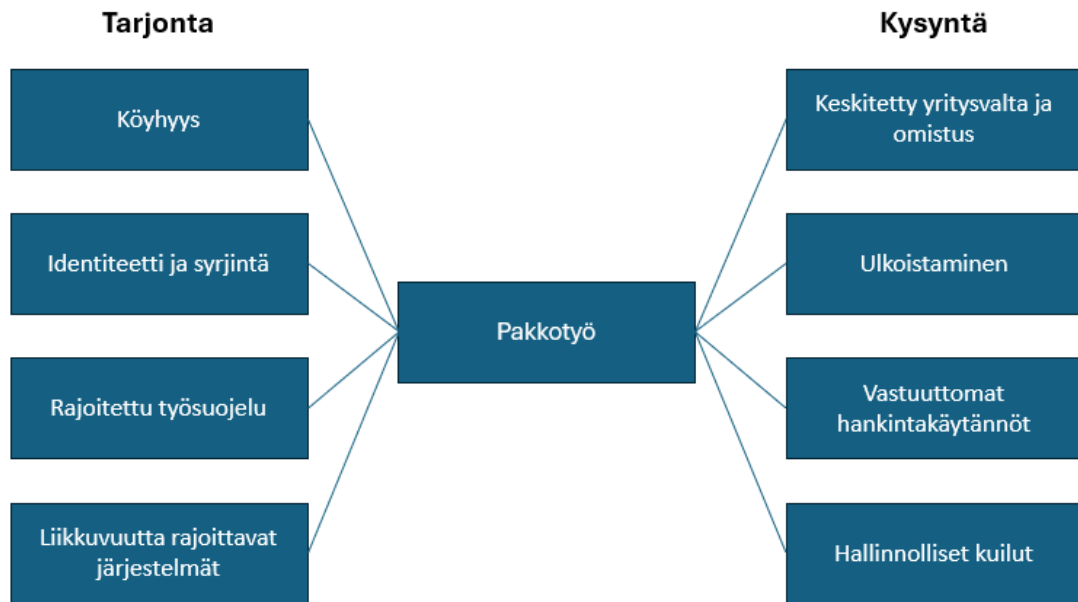 Tarjonta
Köyhyys
Identiteetti ja syrjintä
Rajoitettu työsuojelu
Liikkuvuutta rajoittavat
järjestelmät
Pakkotyö
Kysyntä
Keskitetty yritysvalta ja
omistus
Ulkoistaminen
Vastuuttomat
hankintakäytännöt
Hallinnolliset kuilut